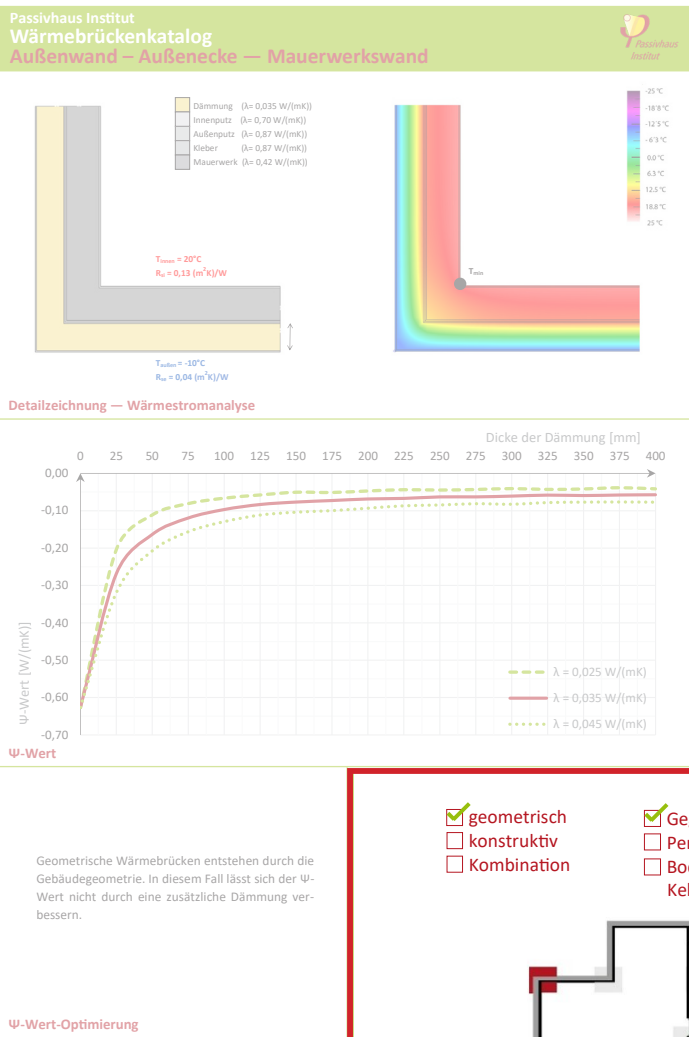 Passivhaus Institut
Wärmebrückenkatalog
Außenwand – Außenecke — Mauerwerkswand
Passivhaus
Institut
Dämmung (λ= 0,035 W/(mK))
Innenputz (λ= 0,70 W/(mK))
Außenputz (λ= 0,87 W/(mK))
Kleber (λ= 0,87 W/(mK))
Mauerwerk (λ= 0,42 W/(mK))
Tinnen = 20°C
Rsi = 0,13 (m²K)/W
Taußen = -10°C
Rse = 0,04 (m²K)/W
-25 °C
-18.8 °C
-12.5 °C
-6.3 °C
0.0 °C
6.3 °C
12.5 °C
18.8 °C
25 °C
Tmin
Detailzeichnung — Wärmestromanalyse
Dicke der Dämmung [mm]
0 25 50 75 100 125 150 175 200 225 250 275 300 325 350 375 400
0,00
-0,10
-0,20
-0,30
-0,40
-0,50
-0,60
-0,70
Ψ-Wert [W/(mK)]
λ = 0,025 W/(mK)
λ = 0,035 W/(mK)
λ = 0,045 W/(mK)
Ψ-Wert
Geometrische Wärmebrücken entstehen durch die
Gebäudegeometrie. In diesem Fall lässt sich der Ψ-
Wert nicht durch eine zusätzliche Dämmung ver-
bessern.
Ψ-Wert-Optimierung
geometrisch
konstruktiv
Kombination